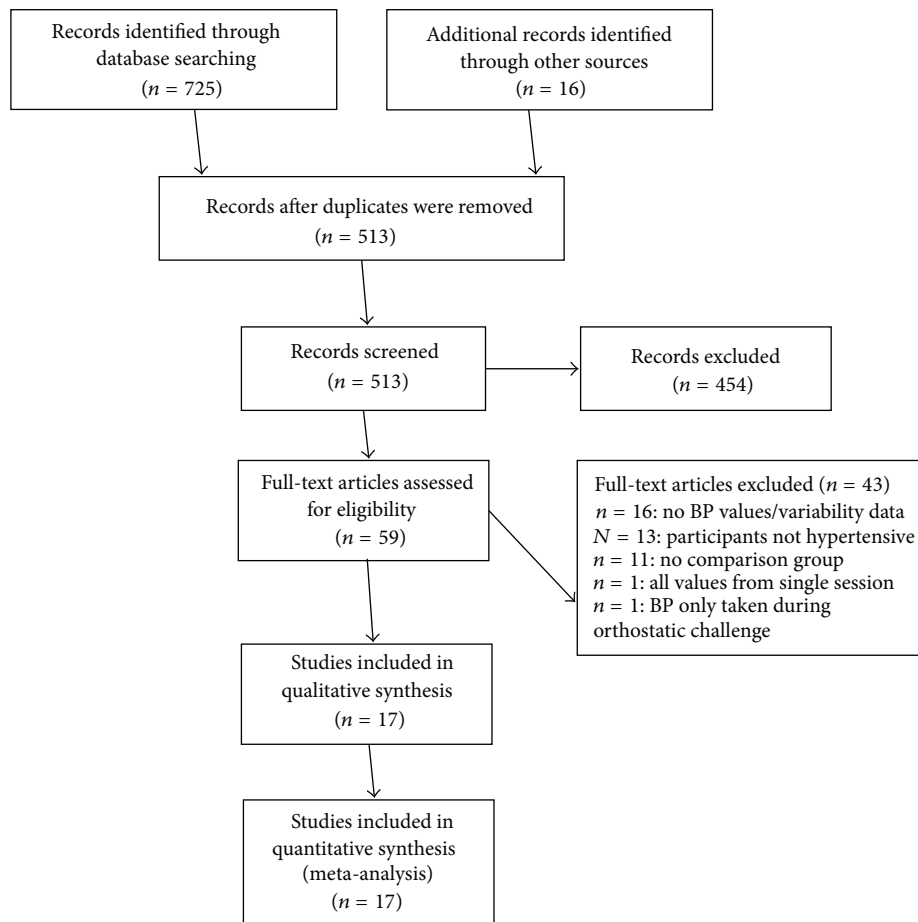 Records identified through
database searching
(n = 725)
Additional records identified
through other sources
(n = 16)
Records after duplicates were removed
(n = 513)
Records screened
(n = 513)
Records excluded
(n = 454)
Full-text articles assessed
for eligibility
(n = 59)
Full-text articles excluded (n = 43)
n = 16: no BP values/variability data
N = 13: participants not hypertensive
n = 11: no comparison group
n = 1: all values from single session
n = 1: BP only taken during
orthostatic challenge
Studies included in
qualitative synthesis
(n = 17)
Studies included in
quantitative synthesis
(meta-analysis)
(n = 17)